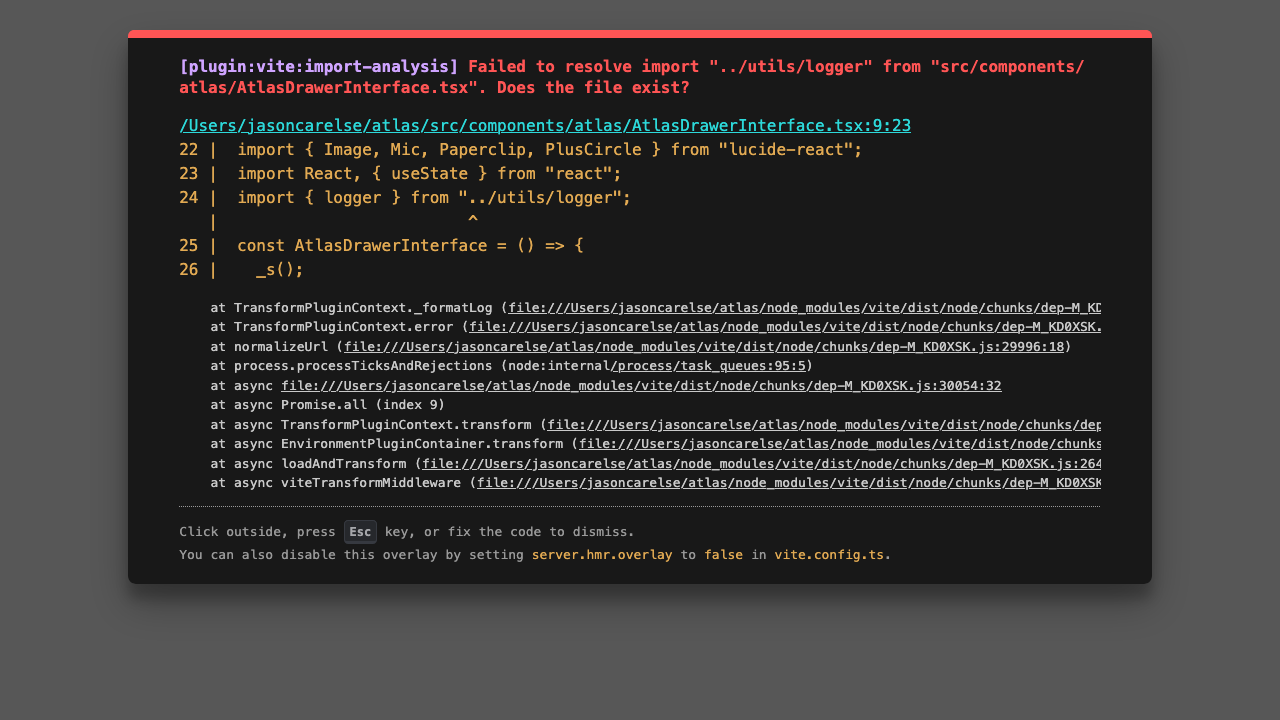 [plugin:vite:import-analysis] Failed to resolve import "../utils/logger" from "src/components/
atlas/AtlasDrawerInterface.tsx". Does the file exist?
/Users/jasoncarelse/atlas/src/components/atlas/AtlasDrawerInterface.tsx:9:23
22 |  import { Image, Mic, Paperclip, PlusCircle } from "lucide-react";
23 |  import React, { useState } from "react";
24 |  import { logger } from "../utils/logger";
   |                          ^
25 |  const AtlasDrawerInterface = () => {
26 |    _s();
    at TransformPluginContext._formatLog (file:///Users/jasoncarelse/atlas/node_modules/vite/dist/node/chunks/dep-M_KD
    at TransformPluginContext.error (file:///Users/jasoncarelse/atlas/node_modules/vite/dist/node/chunks/dep-M_KD0XSK.
    at normalizeUrl (file:///Users/jasoncarelse/atlas/node_modules/vite/dist/node/chunks/dep-M_KD0XSK.js:29996:18)
    at process.processTicksAndRejections (node:internal/process/task_queues:95:5)
    at async file:///Users/jasoncarelse/atlas/node_modules/vite/dist/node/chunks/dep-M_KD0XSK.js:30054:32
    at async Promise.all (index 9)
    at async TransformPluginContext.transform (file:///Users/jasoncarelse/atlas/node_modules/vite/dist/node/chunks/dep
    at async EnvironmentPluginContainer.transform (file:///Users/jasoncarelse/atlas/node_modules/vite/dist/node/chunks
    at async loadAndTransform (file:///Users/jasoncarelse/atlas/node_modules/vite/dist/node/chunks/dep-M_KD0XSK.js:264
    at async viteTransformMiddleware (file:///Users/jasoncarelse/atlas/node_modules/vite/dist/node/chunks/dep-M_KD0XSK
Click outside, press Esc key, or fix the code to dismiss.
You can also disable this overlay by setting server.hmr.overlay to false in vite.config.ts.